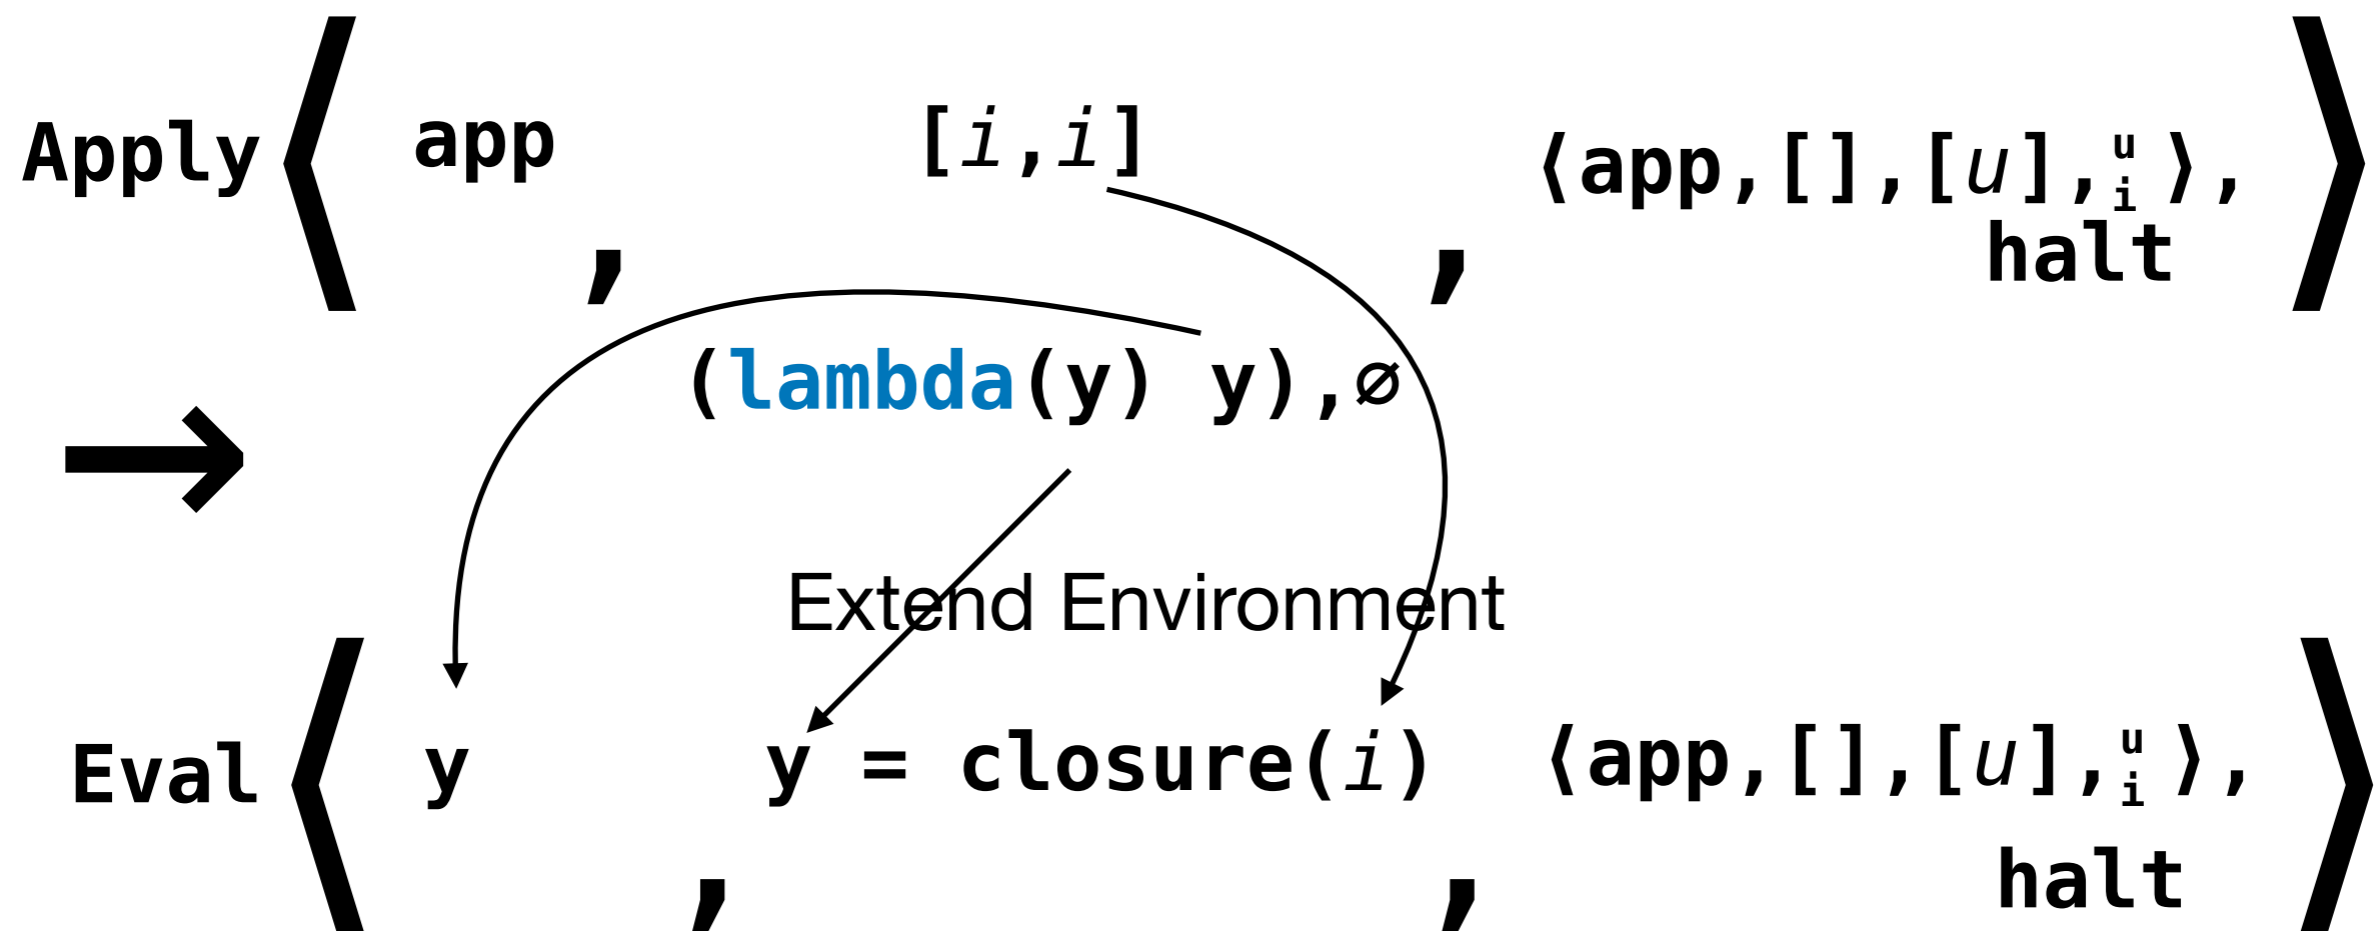 Apply⟨ app , [i,i] , ⟨app,[],[u],u i⟩, halt ⟩
(lambda(y) y),∅
→
Extend Environment
Eval⟨ y , y = closure(i) , ⟨app,[],[u],u i⟩, halt ⟩